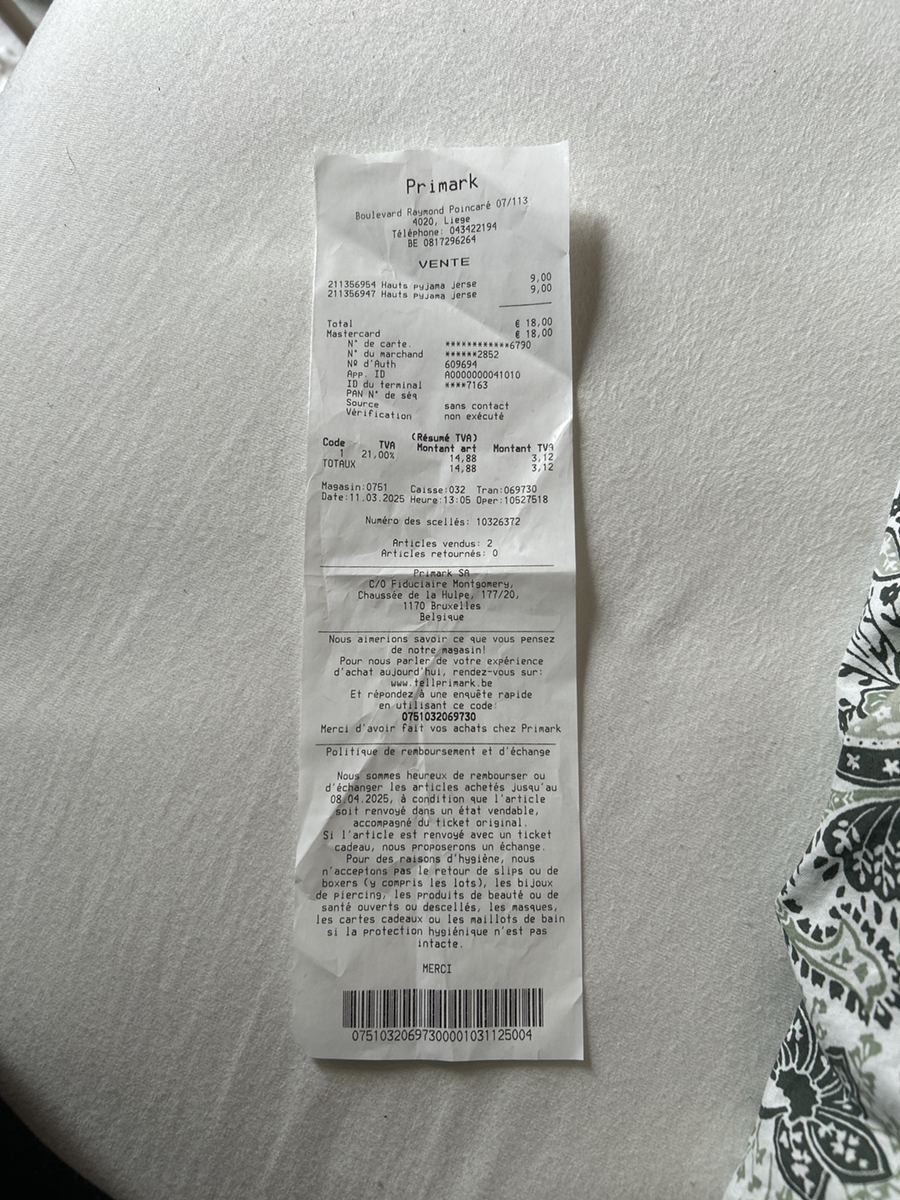 Primark
Boulevard Raymond Poincaré 07/113
4020, Liege
Téléphone: 043422194
BE 0817296264
VENTE
211356954 Hauts pyjama jerse 9,00
211356947 Hauts pyjama jerse 9,00
Total € 18,00
Mastercard € 18,00
N° de carte. ************6790
N° du marchand ******2852
Nº d'Auth 609694
App. ID A0000000041010
ID du terminal ****7163
PAN N° de séq
Source sans contact
Vérification non exécuté
(Résumé TVA)
Code TVA Montant art Montant TVA
1 21,00% 14,88 3,12
TOTAUX 14,88 3,12
Magasin:0751 Caisse:032 Tran:069730
Date:11.03.2025 Heure:13:05 Oper:10527518
Numéro des scellés: 10326372
Articles vendus: 2
Articles retournés: 0
Primark SA
C/O Fiduciaire Montgomery,
Chaussée de la Hulpe, 177/20,
1170 Bruxelles
Belgique
Nous aimerions savoir ce que vous pensez
de notre magasin!
Pour nous parler de votre expérience
d'achat aujourd'hui, rendez-vous sur:
www.tellprimark.be
Et répondez à une enquête rapide
en utilisant ce code:
0751032069730
Merci d'avoir fait vos achats chez Primark
Politique de remboursement et d'échange
Nous sommes heureux de rembourser ou
d'échanger les articles achetés jusqu'au
08.04.2025, à condition que l'article
soit renvoyé dans un état vendable,
accompagné du ticket original.
Si l'article est renvoyé avec un ticket
cadeau, nous proposerons un échange.
Pour des raisons d'hygiène, nous
n'acceptons pas le retour de slips ou de
boxers (y compris les lots), les bijoux
de piercing, les produits de beauté ou de
santé ouverts ou descellés, les masques,
les cartes cadeaux ou les maillots de bain
si la protection hygiénique n'est pas
intacte.
MERCI
07510320697300001031125004